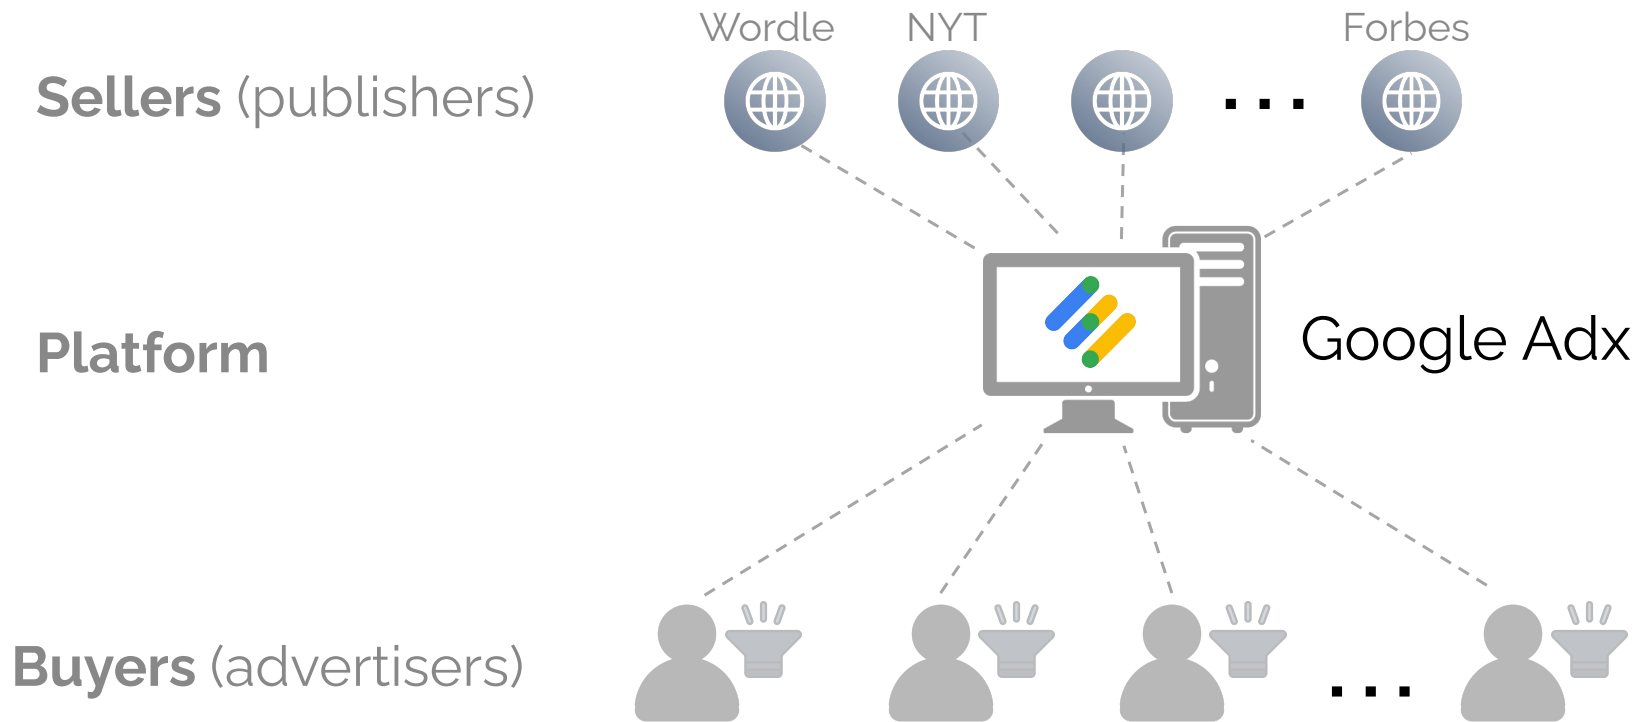 Wordle NYT Forbes
Sellers (publishers)
...
Platform
Google Adx
Buyers (advertisers)
...